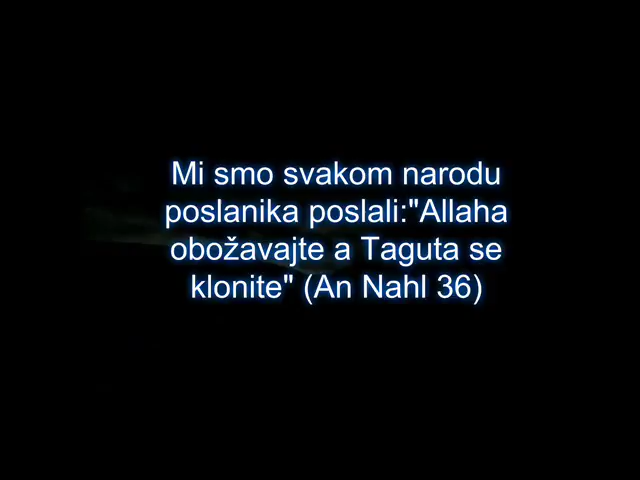 Mi smo svakom narodu
poslanika poslali:"Allaha
obožavajte a Taguta se
klonite" (An Nahl 36)